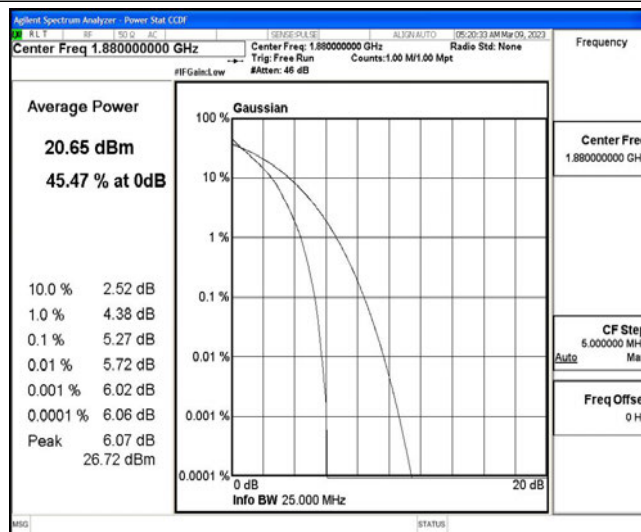 Agilent Spectrum Analyzer - Power Stat CCDF
RLT RF 50 Ω AC SENSE:PULSE ALIGN AUTO 05:20:33 AM Mar 09, 2023
Center Freq 1.880000000 GHz
Center Freq: 1.880000000 GHz Radio Std: None
Trig: Free Run Counts:1.00 M/1.00 Mpt
#IFGain:Low #Atten: 46 dB
Frequency
Average Power
20.65 dBm
45.47 % at 0dB
10.0 % 2.52 dB
1.0 % 4.38 dB
0.1 % 5.27 dB
0.01 % 5.72 dB
0.001 % 6.02 dB
0.0001 % 6.06 dB
Peak 6.07 dB
26.72 dBm
Gaussian
100 %
10 %
1 %
0.1 %
0.01 %
0.001 %
0.0001 %
0 dB 20 dB
Info BW 25.000 MHz
Center Fre
1.880000000 GH
CF Ste
5.000000 MH
Auto Ma
Freq Offse
0 H
MSG STATUS